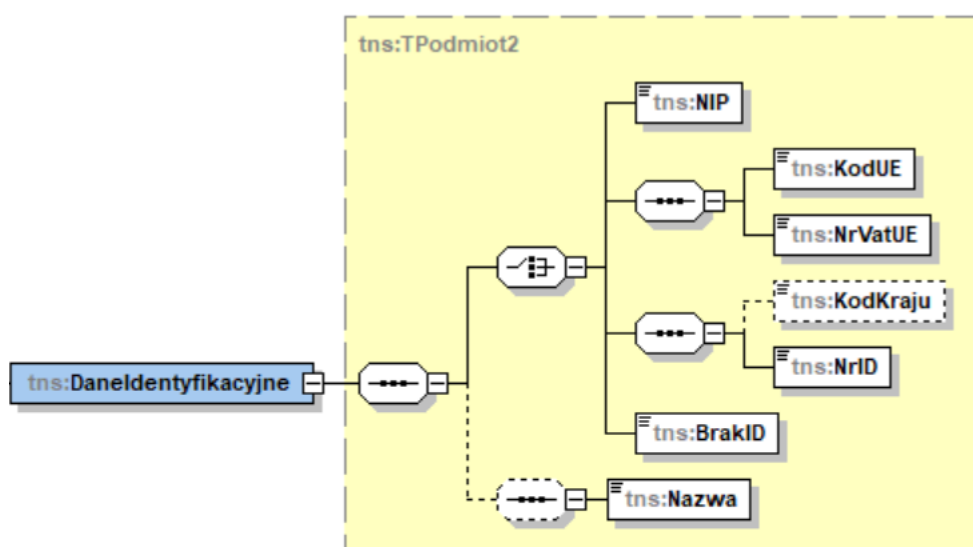 tns:TPodmiot2
tns:NIP
tns:KodUE
tns:NrVatUE
tns:KodKraju
tns:NrID
tns:DaneIdentyfikacyjne
tns:BrakID
tns:Nazwa